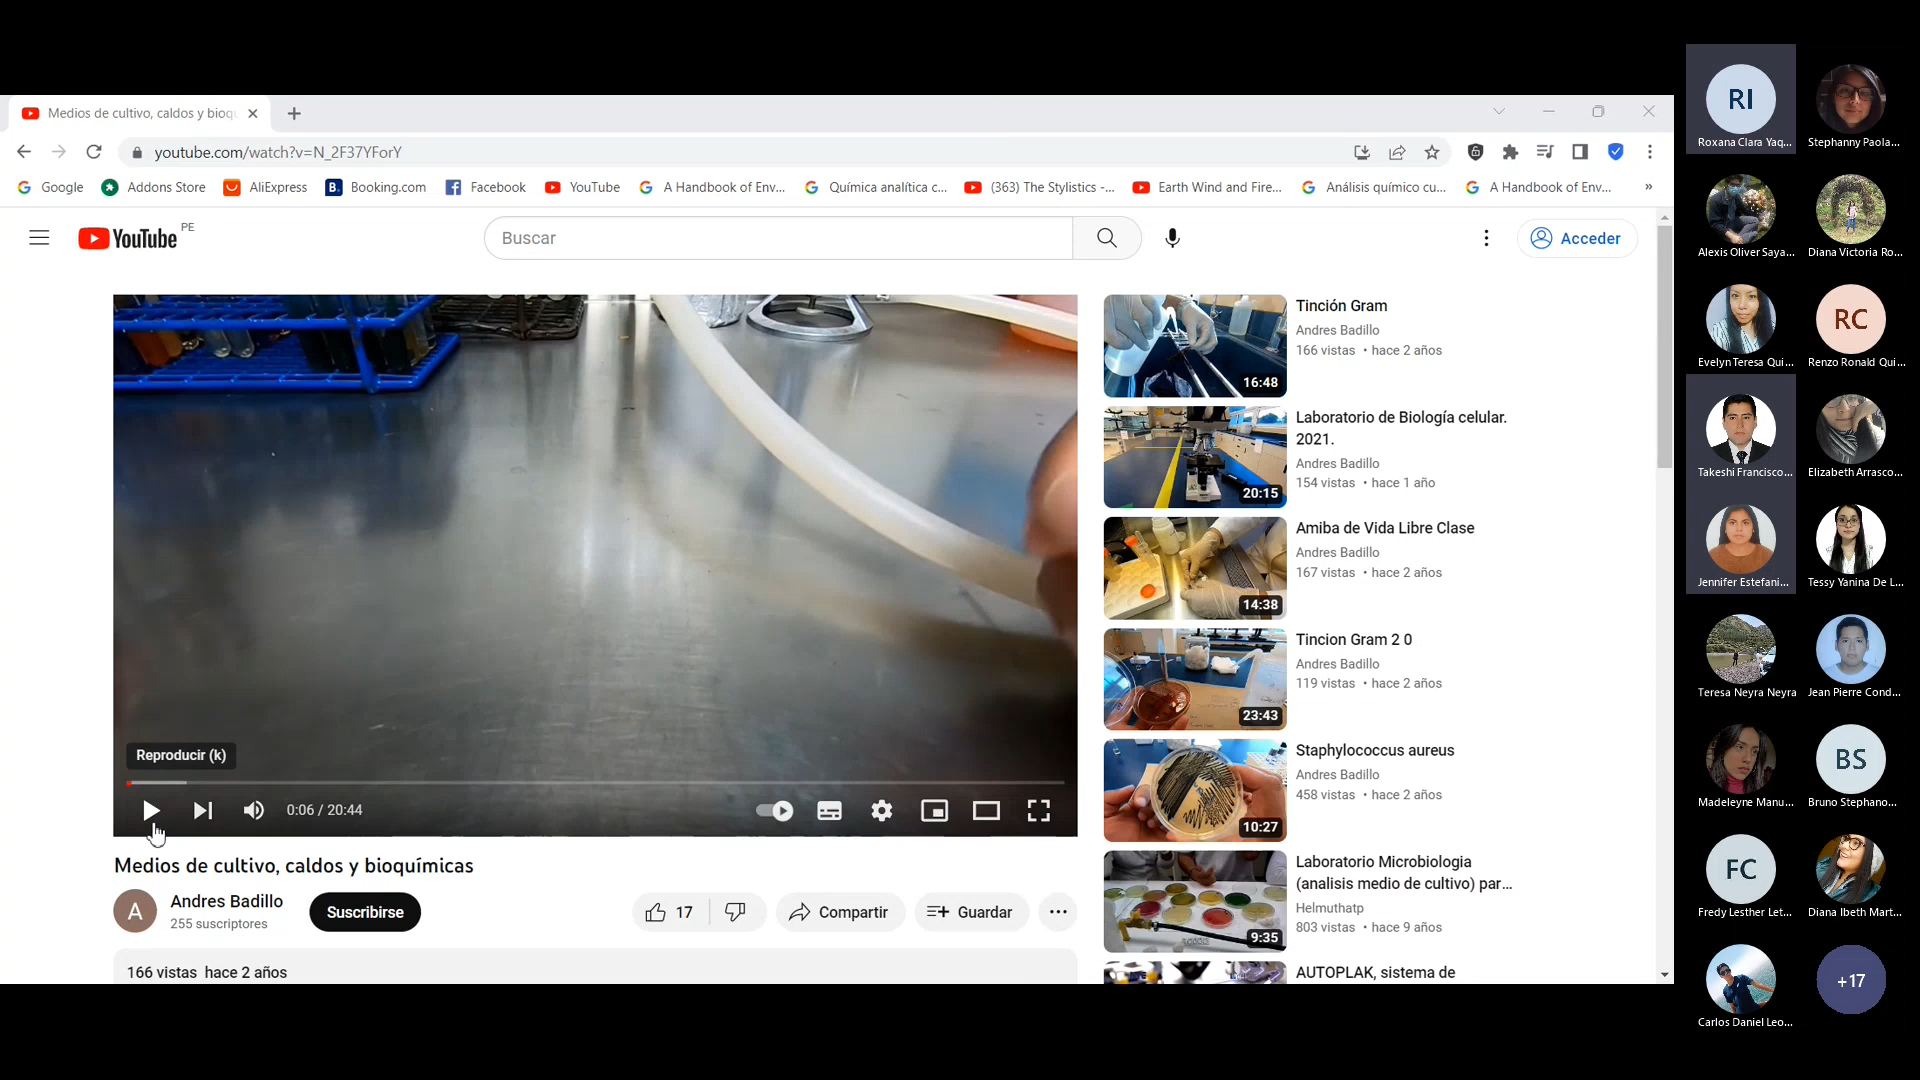 Medios de cultivo, caldos y bioqu
youtube.com/watch?v=N_2F37YForY
Google
Addons Store
AliExpress
B.
Booking.com
Facebook
YouTube
A Handbook of Env...
Química analítica c...
(363) The Stylistics -...
Earth Wind and Fire...
Análisis químico cu...
A Handbook of Env...
»
YouTube PE
Buscar
Acceder
Reproducir (k)
0:06 / 20:44
Medios de cultivo, caldos y bioquímicas
A
Andres Badillo
255 suscriptores
Suscribirse
17
Compartir
Guardar
166 vistas hace 2 años
16:48
Tinción Gram
Andres Badillo
166 vistas • hace 2 años
20:15
Laboratorio de Biología celular.
2021.
Andres Badillo
154 vistas • hace 1 año
14:38
Amiba de Vida Libre Clase
Andres Badillo
167 vistas • hace 2 años
23:43
Tincion Gram 2 0
Andres Badillo
119 vistas • hace 2 años
10:27
Staphylococcus aureus
Andres Badillo
458 vistas • hace 2 años
9:35
Laboratorio Microbiologia
(analisis medio de cultivo) par...
Helmuthatp
803 vistas • hace 9 años
AUTOPLAK, sistema de
RI
Roxana Clara Yaq...
Stephanny Paola...
Alexis Oliver Saya...
Diana Victoria Ro...
Evelyn Teresa Qui...
RC
Renzo Ronald Qui...
Takeshi Francisco...
Elizabeth Arrasco...
Jennifer Estefani...
Tessy Yanina De L...
Teresa Neyra Neyra
Jean Pierre Cond...
Madeleyne Manu...
BS
Bruno Stephano...
FC
Fredy Lesther Let...
Diana Ibeth Mart...
Carlos Daniel Leo...
+17